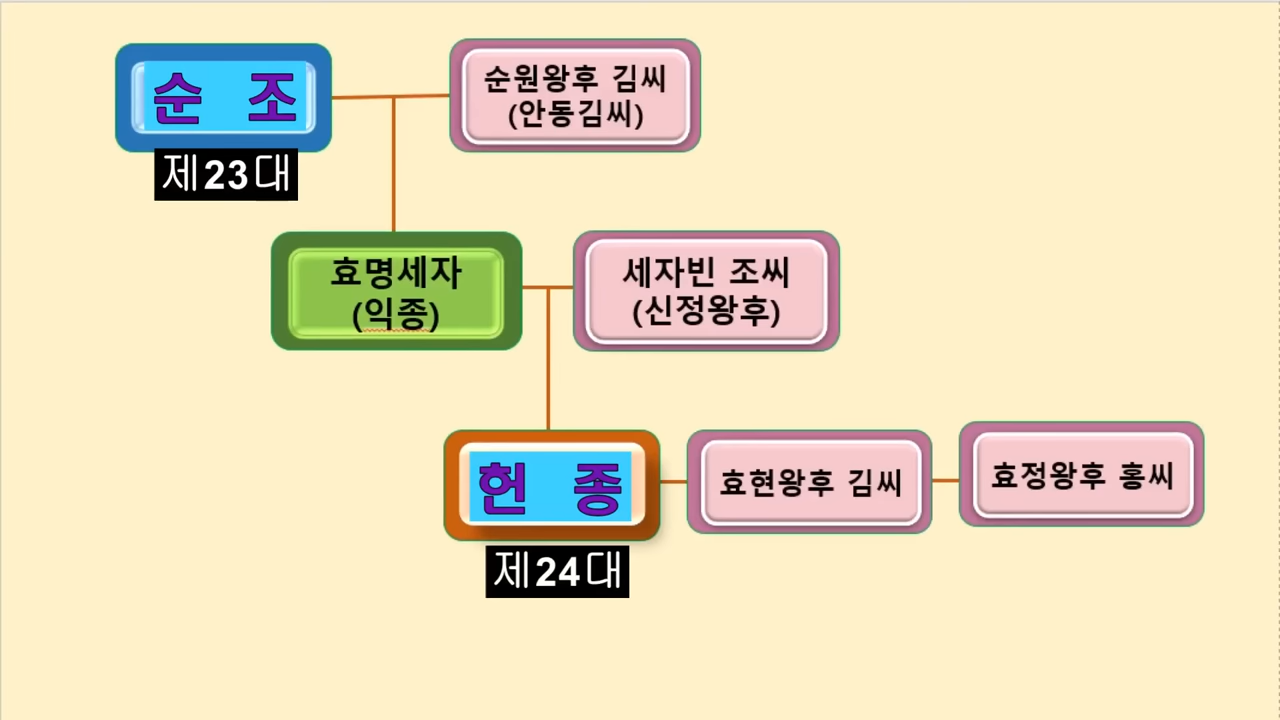 순 조
순원왕후 김씨
(안동김씨)
제23대
효명세자
(익종)
세자빈 조씨
(신정왕후)
헌 종
효현왕후 김씨
효정왕후 홍씨
제24대